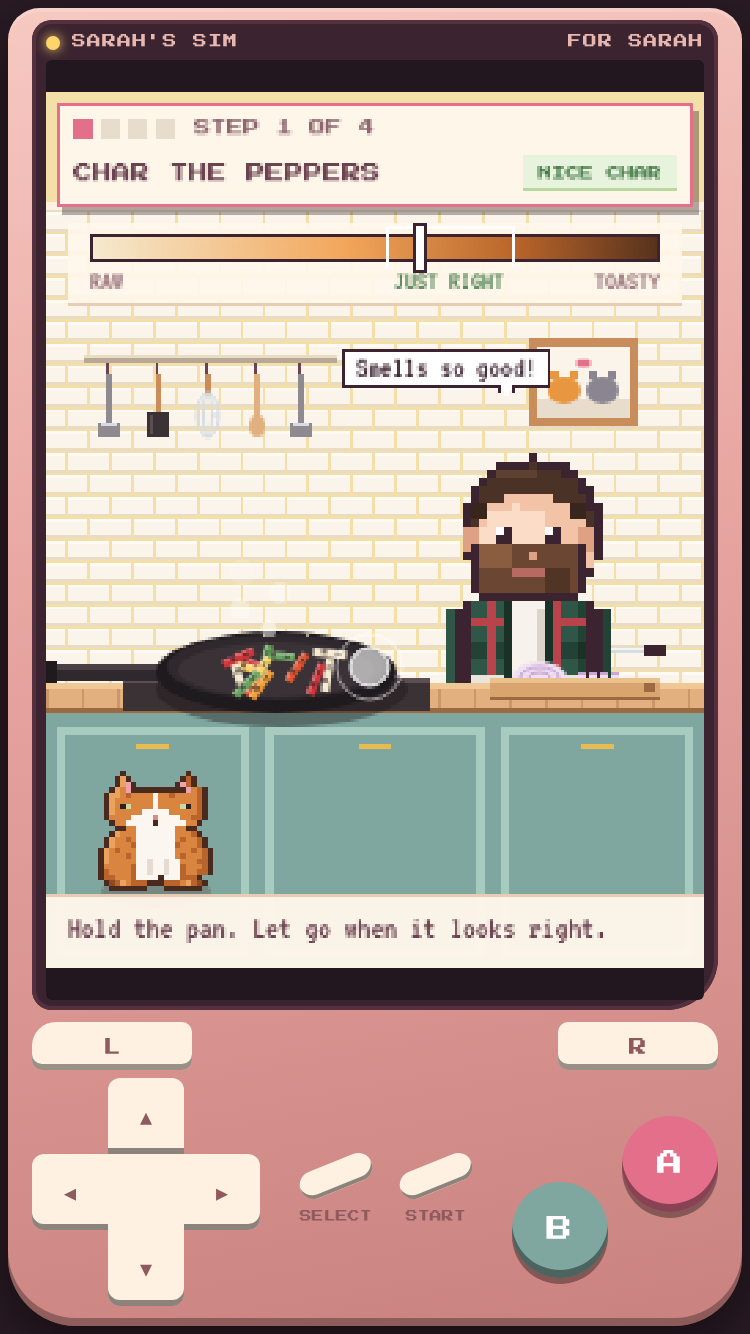 SARAH'S SIM
FOR SARAH
STEP 1 OF 4
CHAR THE PEPPERS
NICE CHAR
RAW
JUST RIGHT
TOASTY
Smells so good!
Hold the pan. Let go when it looks right.
L
R
▲
◄ ►
▼
SELECT
START
A
B